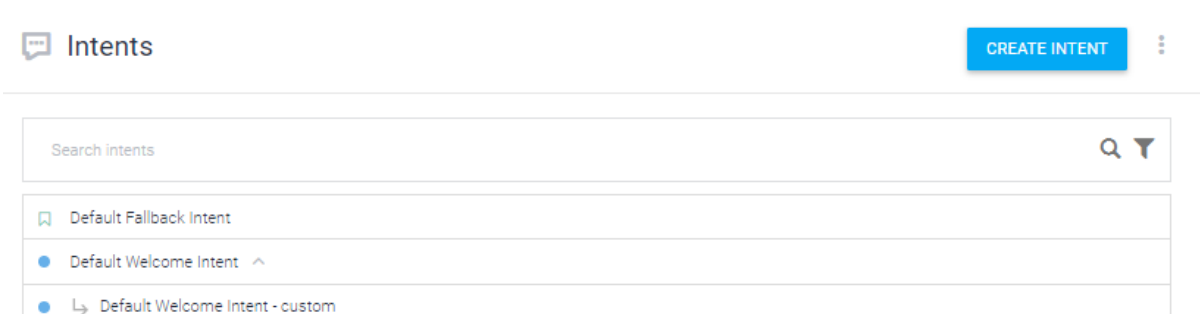 Intents
CREATE INTENT
Search intents
Default Fallback Intent
Default Welcome Intent
Default Welcome Intent - custom